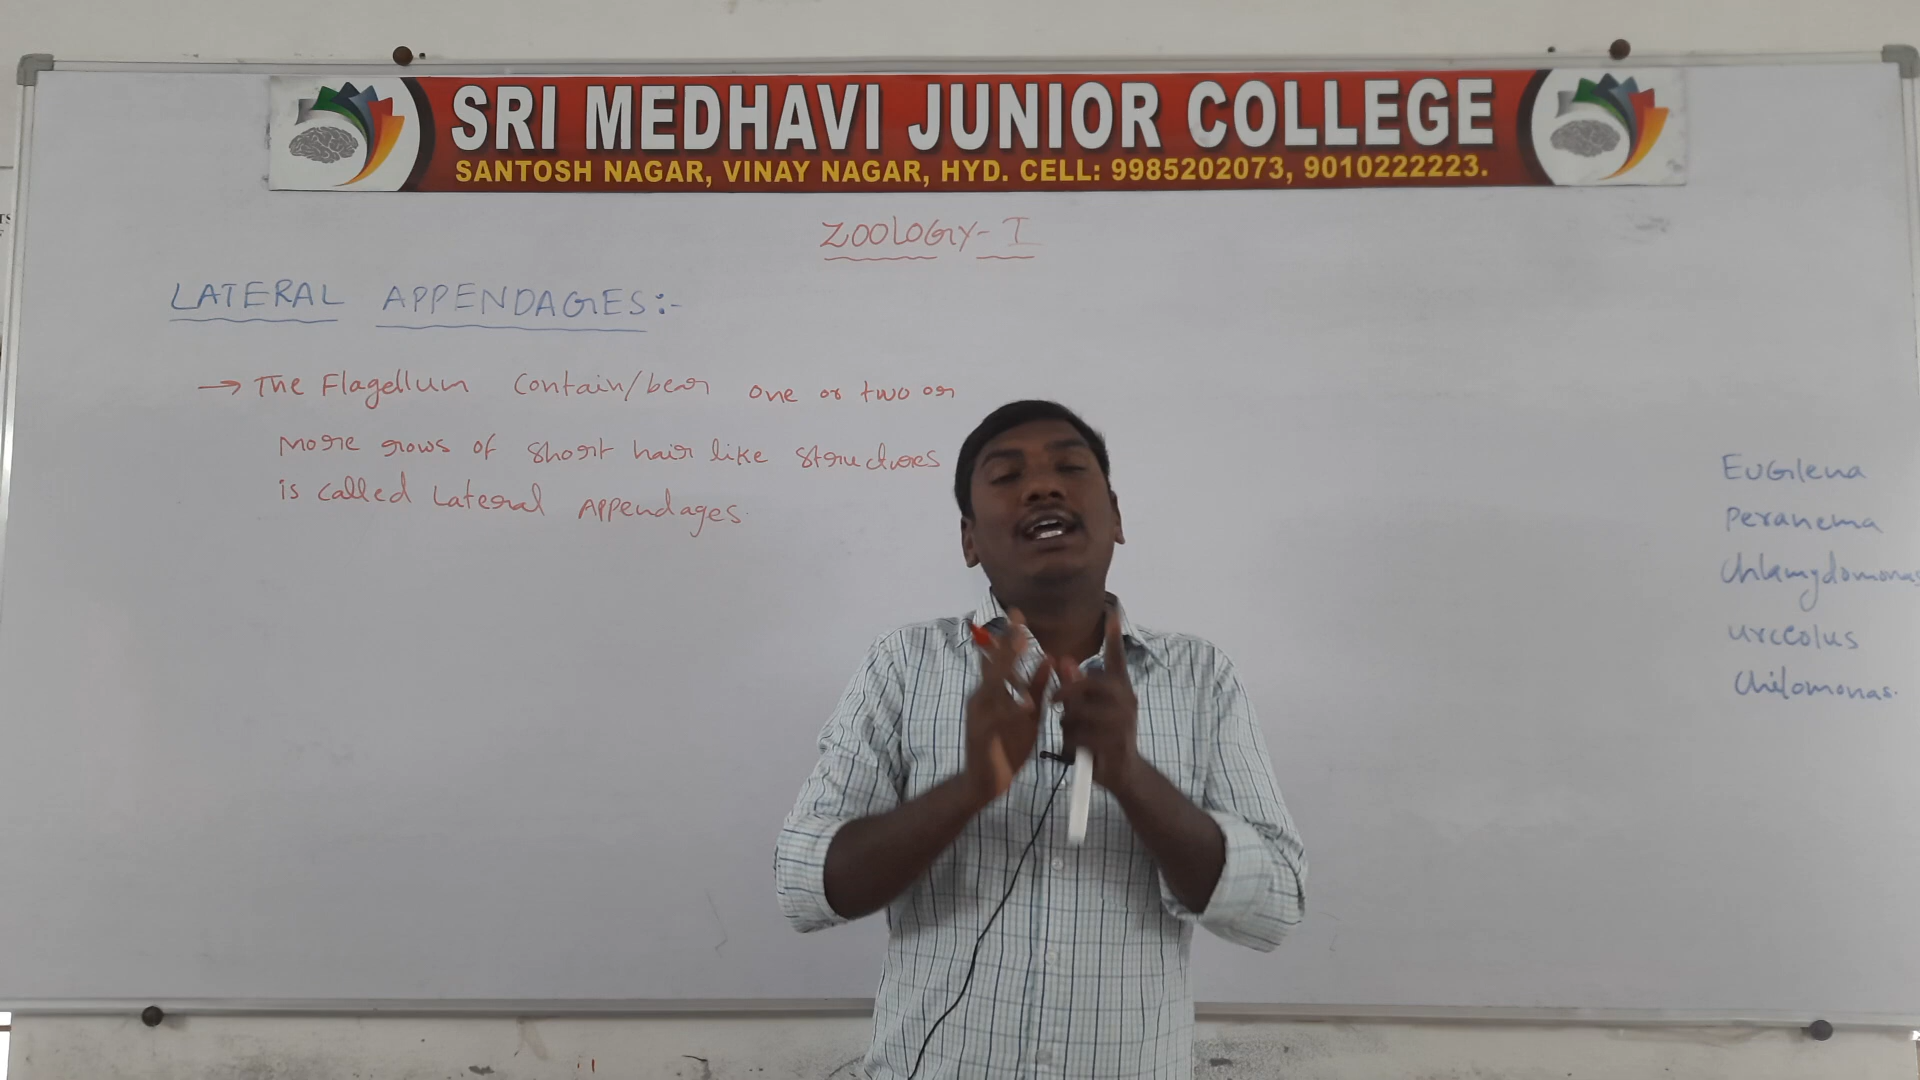 SRI MEDHAVI JUNIOR COLLEGE
SANTOSH NAGAR, VINAY NAGAR, HYD. CELL: 9985202073, 9010222223.
ZOOLOGY-I
LATERAL APPENDAGES:-
→ The Flagellum Contain/bear one or two or
more rows of short hair like structures
is called Lateral Appendages.
EuGlena
Peranema
Chlamydomonas
urceolus
Chilomonas.